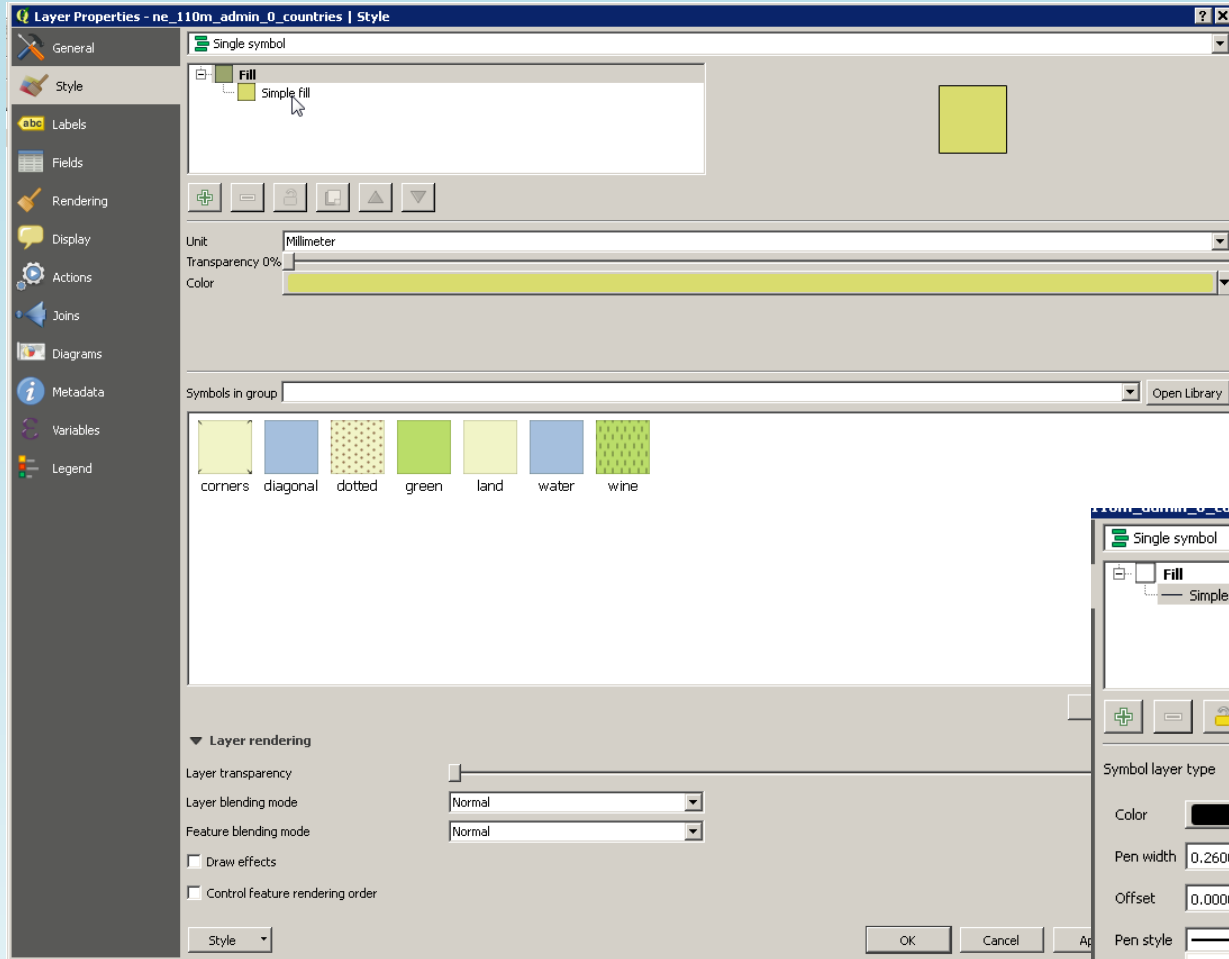 Layer Properties - ne_110m_admin_0_countries | Style
General
Style
Labels
Fields
Rendering
Display
Actions
Joins
Diagrams
Metadata
Variables
Legend
abc
Single symbol
Fill
Simple fill
Unit
Millimeter
Transparency 0%
Color
Symbols in group
Open Library
corners diagonal dotted green land water wine
Layer rendering
Layer transparency
Layer blending mode
Normal
Feature blending mode
Normal
Draw effects
Control feature rendering order
Style
OK
Cancel
Single symbol
Fill
Simple
Symbol layer type
Color
Pen width
Offset
Pen style